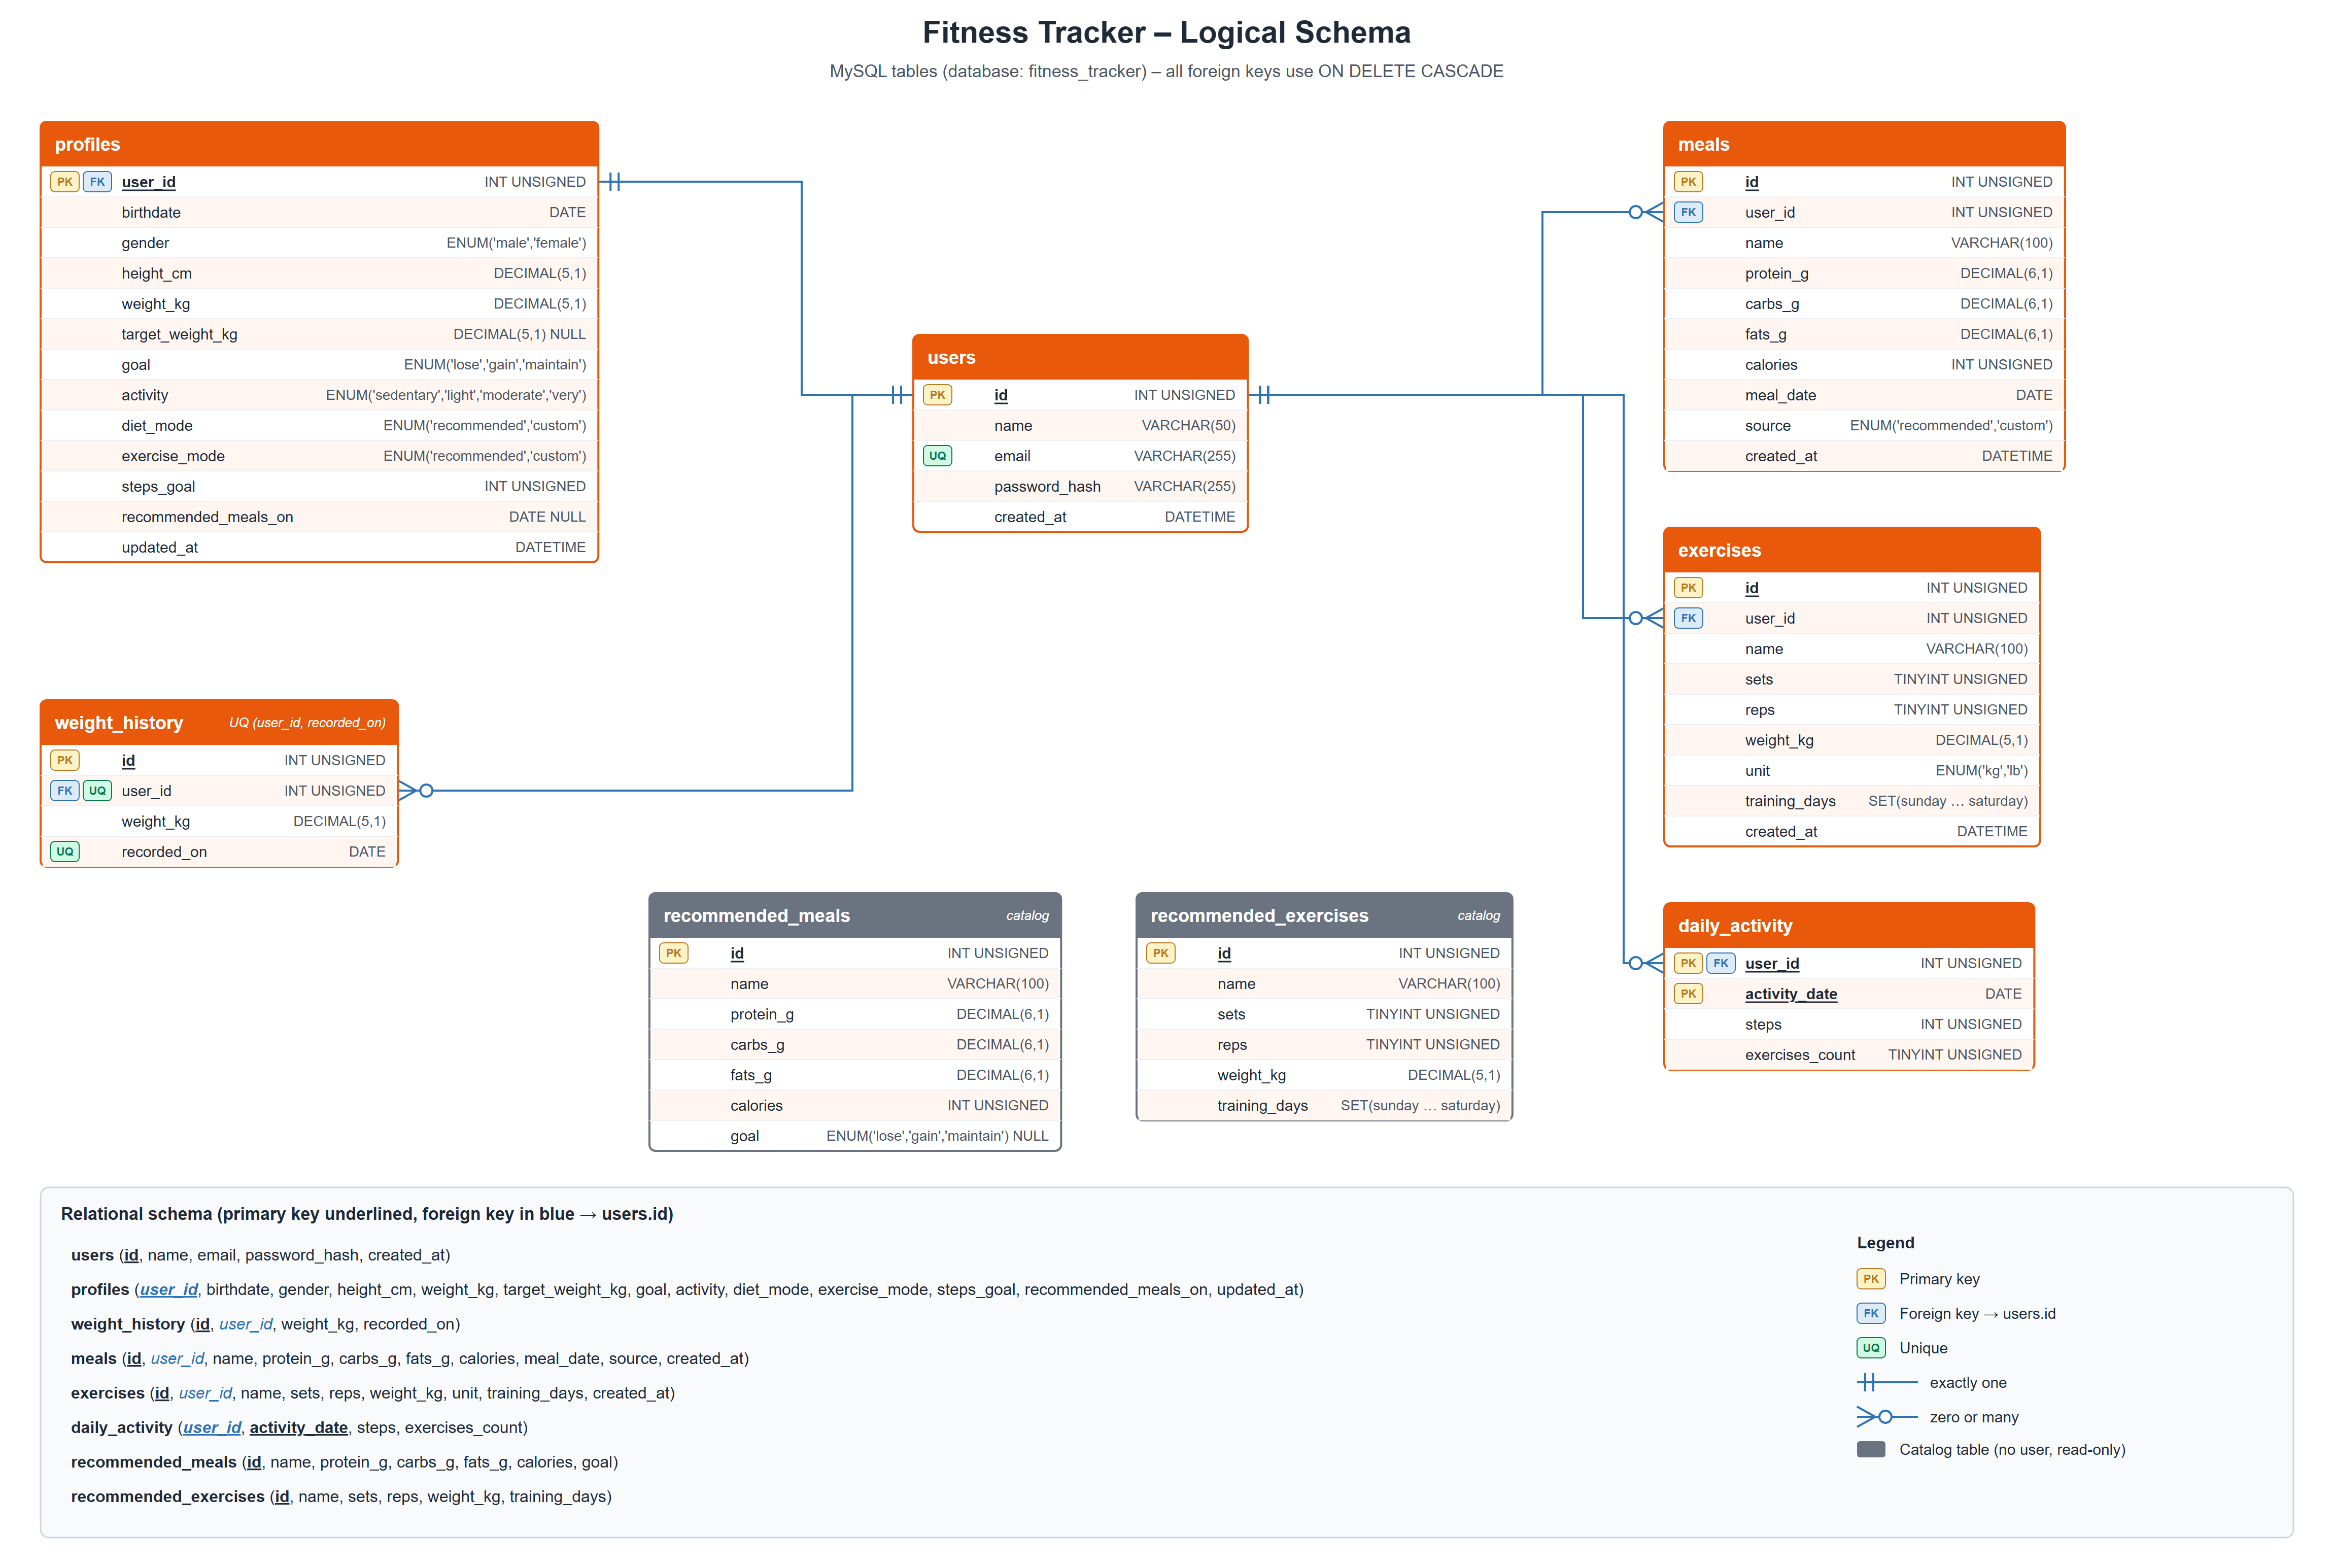 Fitness Tracker – Logical Schema
MySQL tables (database: fitness_tracker) – all foreign keys use ON DELETE CASCADE
profiles
PK FK user_id INT UNSIGNED
birthdate DATE
gender ENUM('male','female')
height_cm DECIMAL(5,1)
weight_kg DECIMAL(5,1)
target_weight_kg DECIMAL(5,1) NULL
goal ENUM('lose','gain','maintain')
activity ENUM('sedentary','light','moderate','very')
diet_mode ENUM('recommended','custom')
exercise_mode ENUM('recommended','custom')
steps_goal INT UNSIGNED
recommended_meals_on DATE NULL
updated_at DATETIME
users
PK id INT UNSIGNED
name VARCHAR(50)
UQ email VARCHAR(255)
password_hash VARCHAR(255)
created_at DATETIME
meals
PK id INT UNSIGNED
FK user_id INT UNSIGNED
name VARCHAR(100)
protein_g DECIMAL(6,1)
carbs_g DECIMAL(6,1)
fats_g DECIMAL(6,1)
calories INT UNSIGNED
meal_date DATE
source ENUM('recommended','custom')
created_at DATETIME
exercises
PK id INT UNSIGNED
FK user_id INT UNSIGNED
name VARCHAR(100)
sets TINYINT UNSIGNED
reps TINYINT UNSIGNED
weight_kg DECIMAL(5,1)
unit ENUM('kg','lb')
training_days SET(sunday … saturday)
created_at DATETIME
weight_history UQ (user_id, recorded_on)
PK id INT UNSIGNED
FK UQ user_id INT UNSIGNED
weight_kg DECIMAL(5,1)
UQ recorded_on DATE
recommended_meals catalog
PK id INT UNSIGNED
name VARCHAR(100)
protein_g DECIMAL(6,1)
carbs_g DECIMAL(6,1)
fats_g DECIMAL(6,1)
calories INT UNSIGNED
goal ENUM('lose','gain','maintain') NULL
recommended_exercises catalog
PK id INT UNSIGNED
name VARCHAR(100)
sets TINYINT UNSIGNED
reps TINYINT UNSIGNED
weight_kg DECIMAL(5,1)
training_days SET(sunday … saturday)
daily_activity
PK FK user_id INT UNSIGNED
PK activity_date DATE
steps INT UNSIGNED
exercises_count TINYINT UNSIGNED
Relational schema (primary key underlined, foreign key in blue → users.id)
users (id, name, email, password_hash, created_at)
profiles (user_id, birthdate, gender, height_cm, weight_kg, target_weight_kg, goal, activity, diet_mode, exercise_mode, steps_goal, recommended_meals_on, updated_at)
weight_history (id, user_id, weight_kg, recorded_on)
meals (id, user_id, name, protein_g, carbs_g, fats_g, calories, meal_date, source, created_at)
exercises (id, user_id, name, sets, reps, weight_kg, unit, training_days, created_at)
daily_activity (user_id, activity_date, steps, exercises_count)
recommended_meals (id, name, protein_g, carbs_g, fats_g, calories, goal)
recommended_exercises (id, name, sets, reps, weight_kg, training_days)
Legend
PK Primary key
FK Foreign key → users.id
UQ Unique
exactly one
zero or many
Catalog table (no user, read-only)